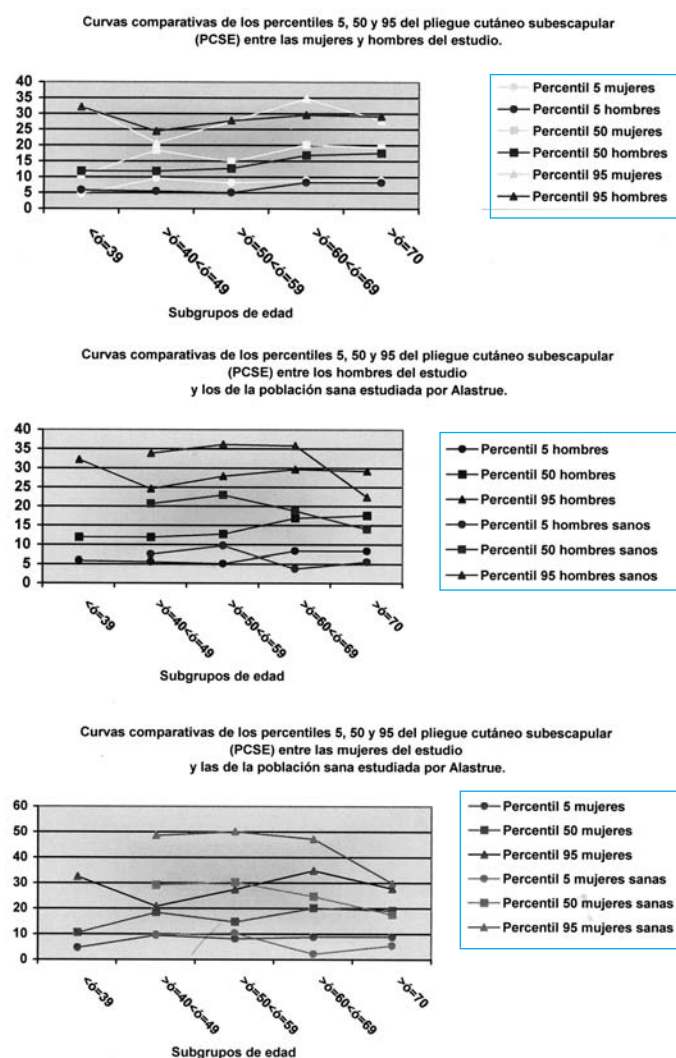 Curvas comparativas de los percentiles 5, 50 y 95 del pliegue cutáneo subescapular
(PCSE) entre las mujeres y hombres del estudio.
40
35
30
25
20
15
10
5
0
<ó=39
>ó=40<ó=49
>ó=50<ó=59
>ó=60<ó=69
>ó=70
Subgrupos de edad
Percentil 5 mujeres
Percentil 5 hombres
Percentil 50 mujeres
Percentil 50 hombres
Percentil 95 mujeres
Percentil 95 hombres
Curvas comparativas de los percentiles 5, 50 y 95 del pliegue cutáneo subescapular
(PCSE) entre los hombres del estudio
y los de la población sana estudiada por Alastrue.
40
35
30
25
20
15
10
5
0
<ó=39
>ó=40<ó=49
>ó=50<ó=59
>ó=60<ó=69
>ó=70
Subgrupos de edad
Percentil 5 hombres
Percentil 50 hombres
Percentil 95 hombres
Percentil 5 hombres sanos
Percentil 50 hombres sanos
Percentil 95 hombres sanos
Curvas comparativas de los percentiles 5, 50 y 95 del pliegue cutáneo subescapular
(PCSE) entre las mujeres del estudio
y las de la población sana estudiada por Alastrue.
60
50
40
30
20
10
0
<ó=39
>ó=40<ó=49
>ó=50<ó=59
>ó=60<ó=69
>ó=70
Subgrupos de edad
Percentil 5 mujeres
Percentil 50 mujeres
Percentil 95 mujeres
Percentil 5 mujeres sanas
Percentil 50 mujeres sanas
Percentil 95 mujeres sanas